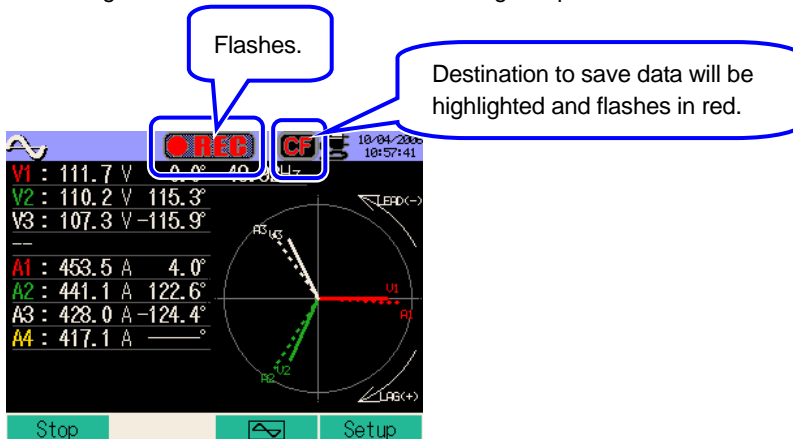 Flashes.
Destination to save data will be
highlighted and flashes in red.
REC CF 10:57:41
V1 : 111.7 V 0.0°
V2 : 110.2 V 115.3°
V3 : 107.3 V -115.9°
--
A1 : 453.5 A 4.0°
A2 : 441.1 A 122.6°
A3 : 428.0 A -124.4°
A4 : 417.1 A ----°
LEAD(-)
A3 V3
V1
A1
V2
A2
LAG(+)
Stop Setup